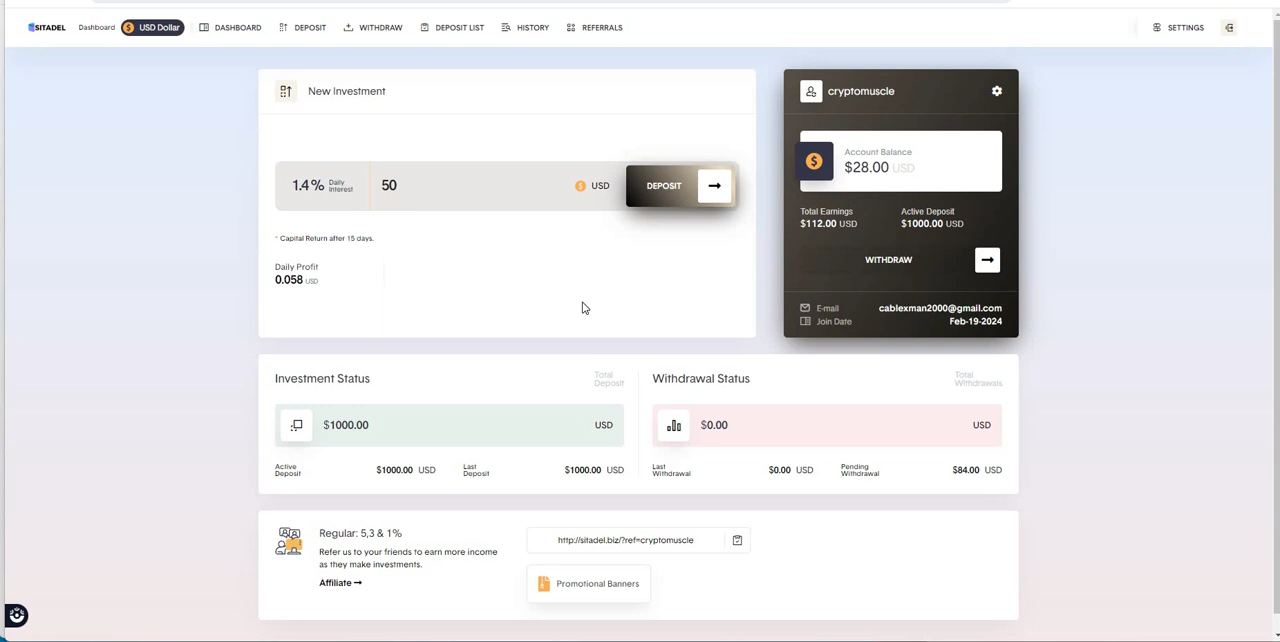 SITADEL Dashboard USD Dollar DASHBOARD DEPOSIT WITHDRAW DEPOSIT LIST HISTORY REFERRALS SETTINGS
New Investment
1.4% Daily Interest 50 USD DEPOSIT
* Capital Return after 15 days.
Daily Profit
0.058 USD
cryptomuscle
Account Balance
$28.00 USD
Total Earnings Active Deposit
$112.00 USD $1000.00 USD
WITHDRAW
E-mail cablexman2000@gmail.com
Join Date Feb-19-2024
Investment Status Total Deposit
$1000.00 USD
Active Deposit $1000.00 USD Last Deposit $1000.00 USD
Withdrawal Status Total Withdrawals
$0.00 USD
Last Withdrawal $0.00 USD Pending Withdrawal $84.00 USD
Regular: 5,3 & 1%
Refer us to your friends to earn more income
as they make investments.
Affiliate
http://sitadel.biz/?ref=cryptomuscle
Promotional Banners